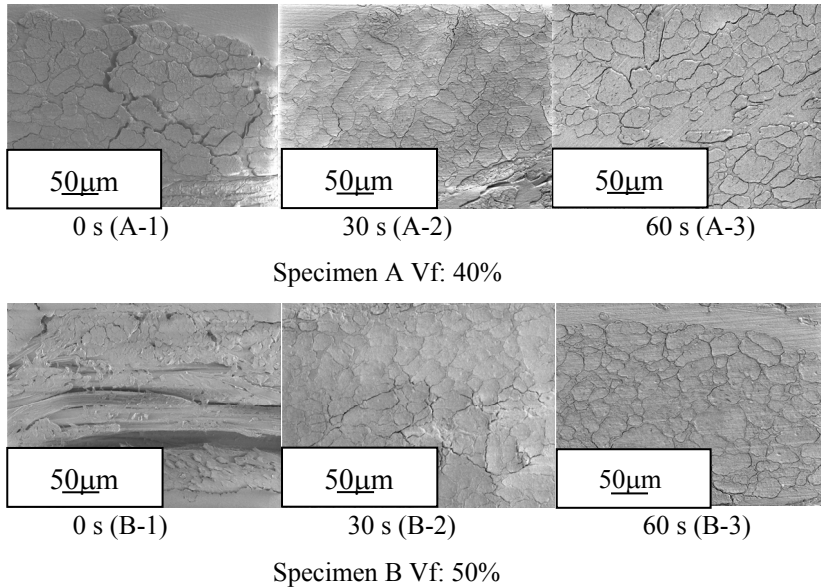 50μm 50μm 50μm
0 s (A-1) 30 s (A-2) 60 s (A-3)
Specimen A Vf: 40%
50μm 50μm 50μm
0 s (B-1) 30 s (B-2) 60 s (B-3)
Specimen B Vf: 50%